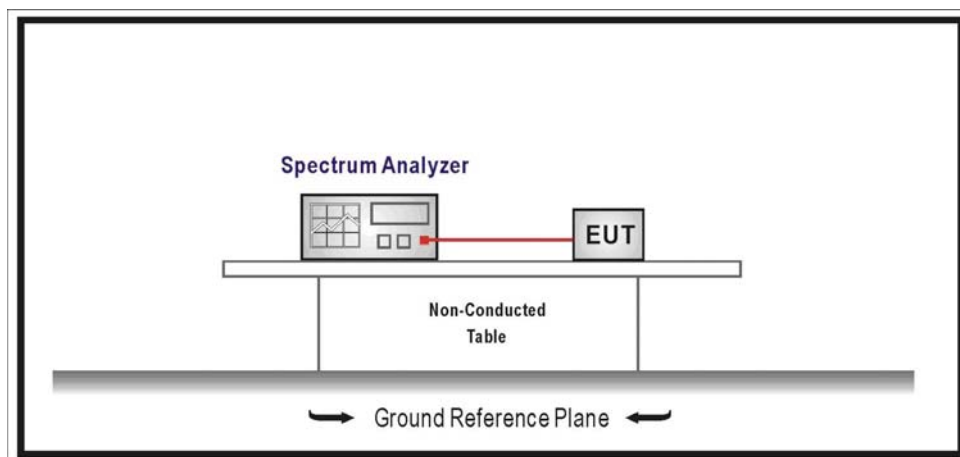 Spectrum Analyzer
EUT
Non-Conducted
Table
Ground Reference Plane